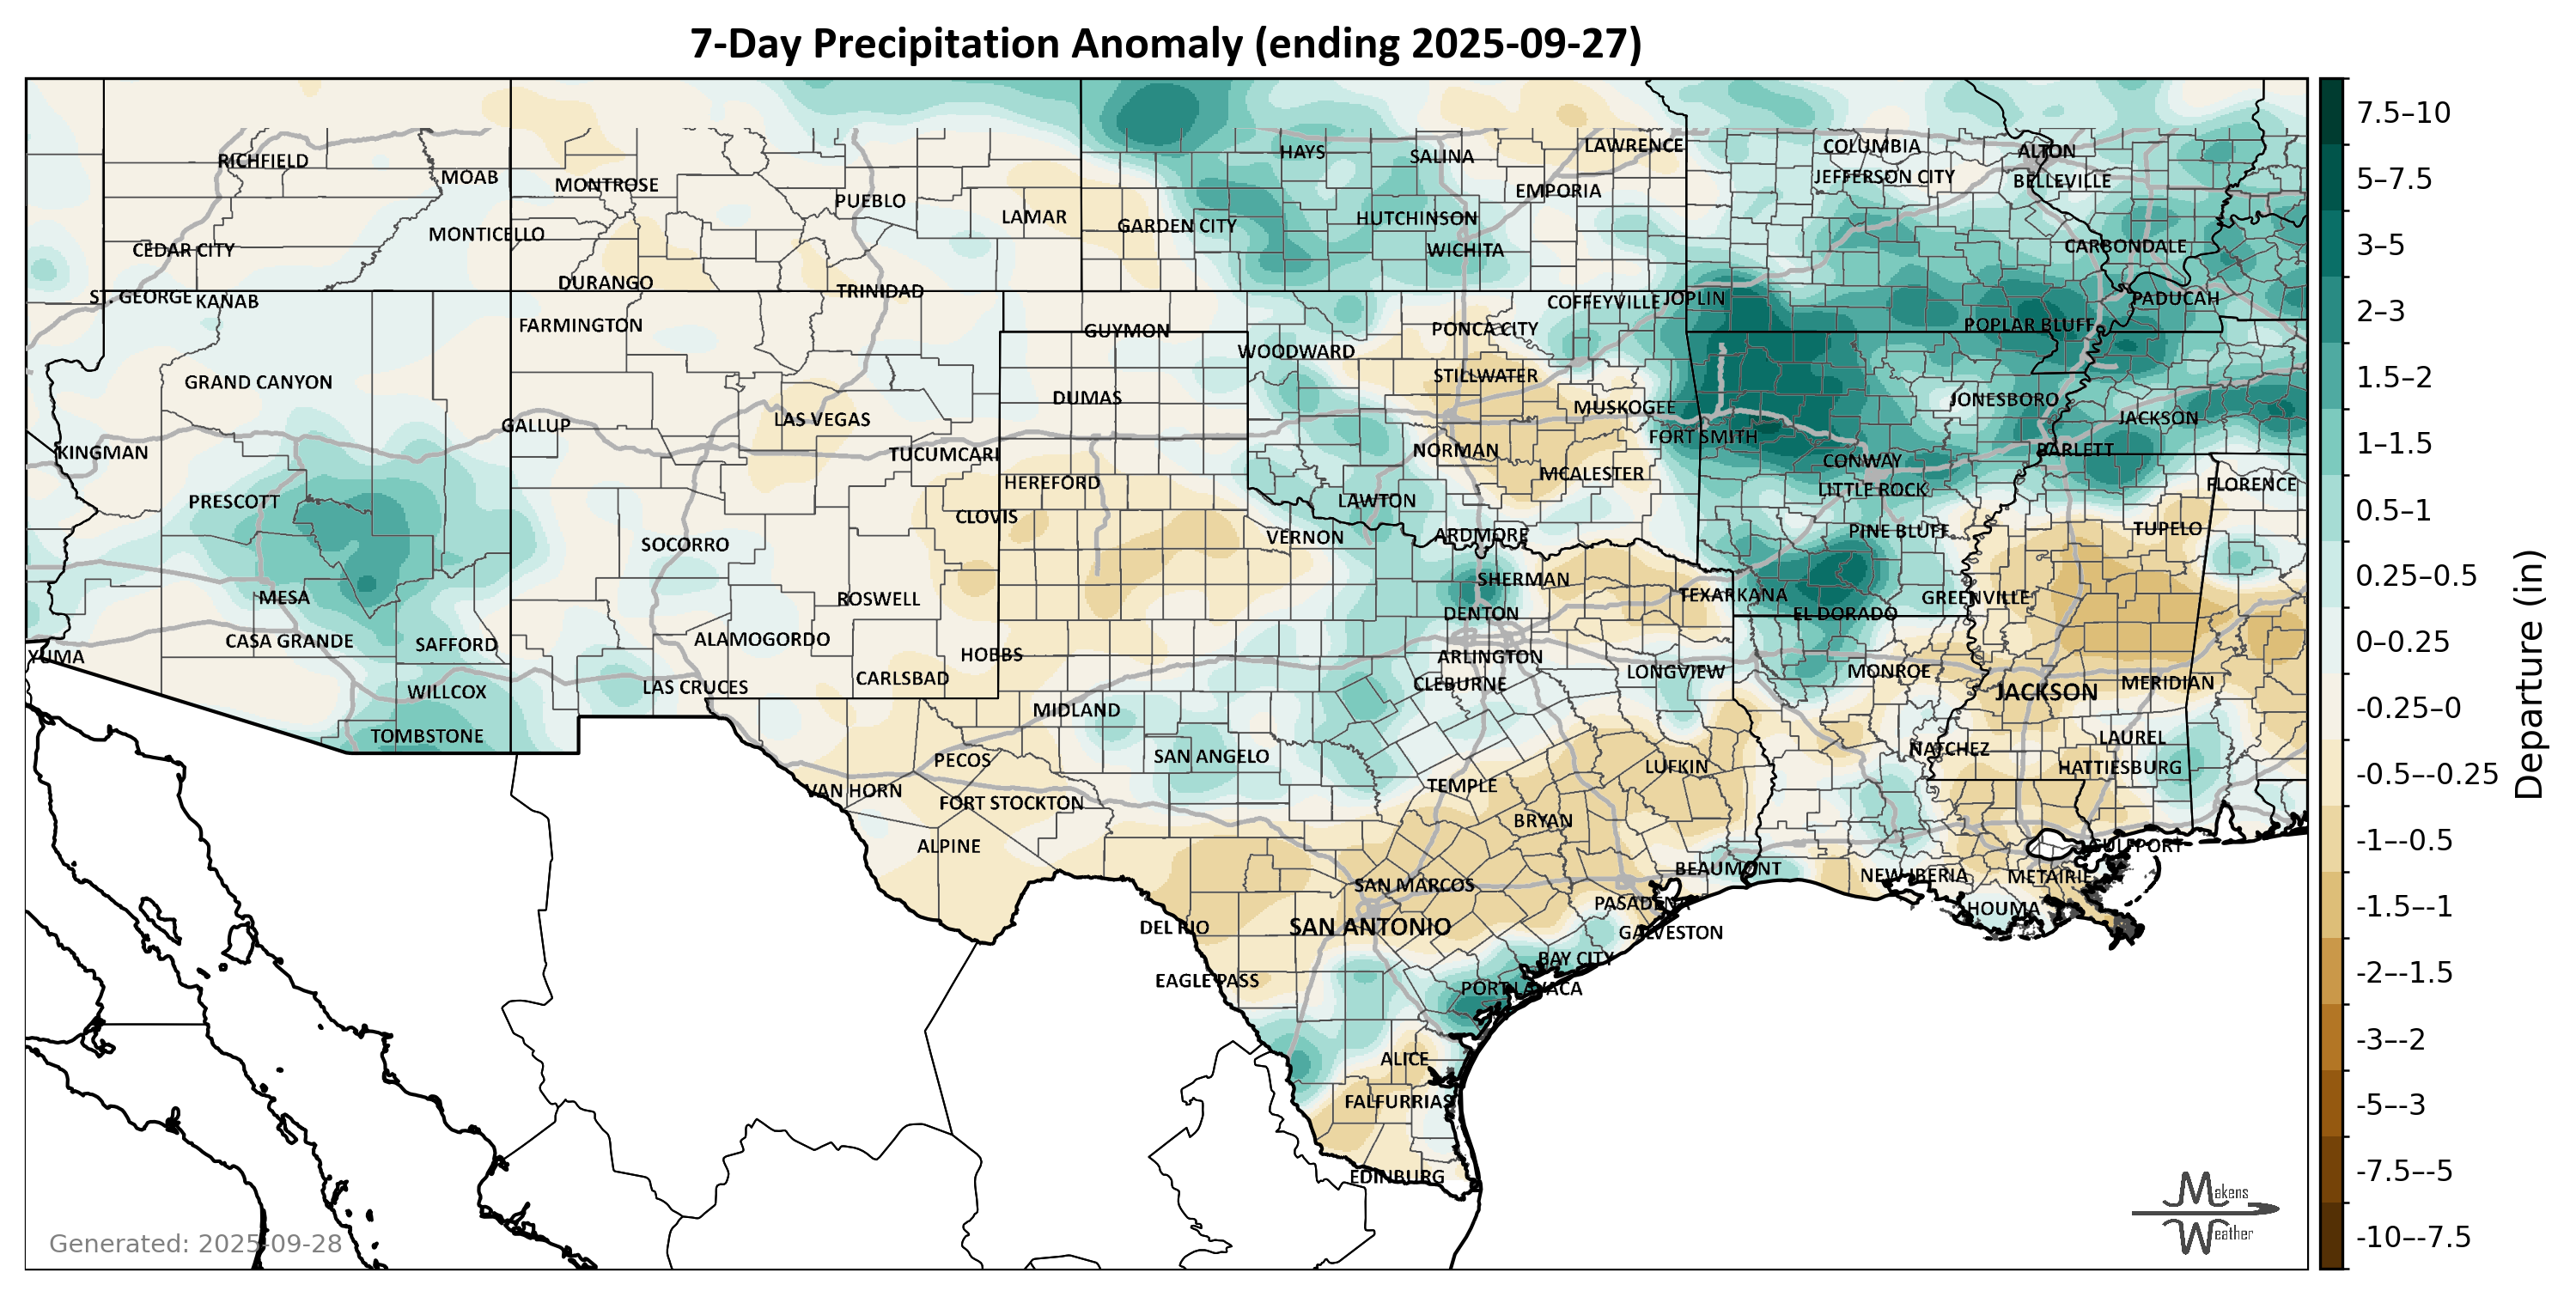 7-Day Precipitation Anomaly (ending 2025-09-27)
HAYS
SALINA
LAWRENCE
COLUMBIA
ALTON
RICHFIELD
MOAB
MONTROSE
EMPORIA
JEFFERSON CITY
BELLEVILLE
PUEBLO
LAMAR
GARDEN CITY
HUTCHINSON
MONTICELLO
CEDAR CITY
WICHITA
CARBONDALE
DURANGO
TRINIDAD
ST. GEORGE
KANAB
COFFEYVILLE
JOPLIN
PADUCAH
FARMINGTON
GUYMON
PONCA CITY
POPLAR BLUFF
WOODWARD
GRAND CANYON
STILLWATER
DUMAS
MUSKOGEE
JONESBORO
LAS VEGAS
GALLUP
FORT SMITH
JACKSON
KINGMAN
TUCUMCARI
NORMAN
BARLETT
CONWAY
HEREFORD
MCALESTER
LITTLE ROCK
FLORENCE
PRESCOTT
LAWTON
CLOVIS
VERNON
ARDMORE
PINE BLUFF
TUPELO
SOCORRO
SHERMAN
MESA
ROSWELL
DENTON
TEXARKANA
EL DORADO
GREENVILLE
CASA GRANDE
SAFFORD
ALAMOGORDO
HOBBS
ARLINGTON
YUMA
CARLSBAD
CLEBURNE
LONGVIEW
MONROE
MERIDIAN
WILLCOX
LAS CRUCES
JACKSON
MIDLAND
TOMBSTONE
SAN ANGELO
NATCHEZ
LAUREL
PECOS
LUFKIN
HATTIESBURG
VAN HORN
FORT STOCKTON
TEMPLE
BRYAN
ALPINE
GULFPORT
BEAUMONT
NEW IBERIA
METAIRIE
SAN MARCOS
PASADENA
HOUMA
DEL RIO
SAN ANTONIO
GALVESTON
BAY CITY
EAGLE PASS
PORT LAVACA
ALICE
FALFURRIAS
EDINBURG
7.5–10
5–7.5
3–5
2–3
1.5–2
1–1.5
0.5–1
0.25–0.5
0–0.25
-0.25–0
-0.5–-0.25
-1–-0.5
-1.5–-1
-2–-1.5
-3–-2
-5–-3
-7.5–-5
-10–-7.5
Departure (in)
Makens
Weather
Generated: 2025-09-28